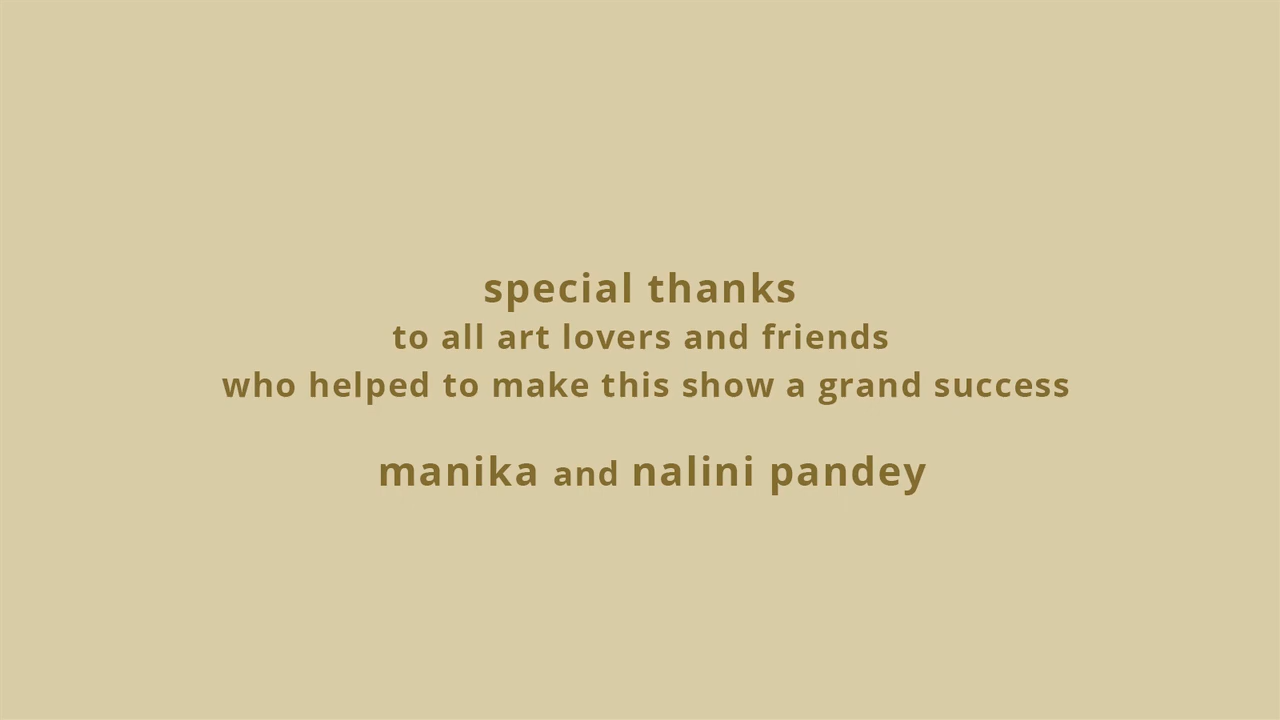 special thanks
to all art lovers and friends
who helped to make this show a grand success
manika and nalini pandey